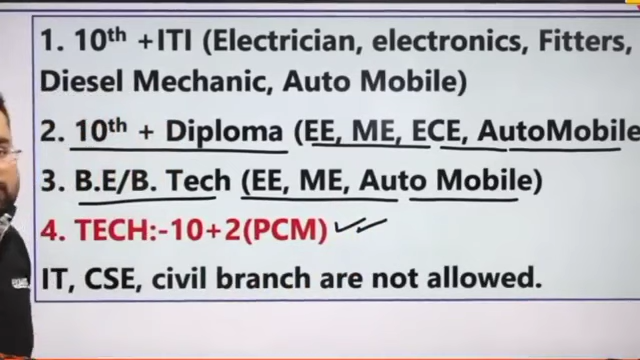 1. 10th +ITI (Electrician, electronics, Fitters,
Diesel Mechanic, Auto Mobile)
2. 10th + Diploma (EE, ME, ECE, AutoMobile
3. B.E/B. Tech (EE, ME, Auto Mobile)
4. TECH:-10+2(PCM)
IT, CSE, civil branch are not allowed.